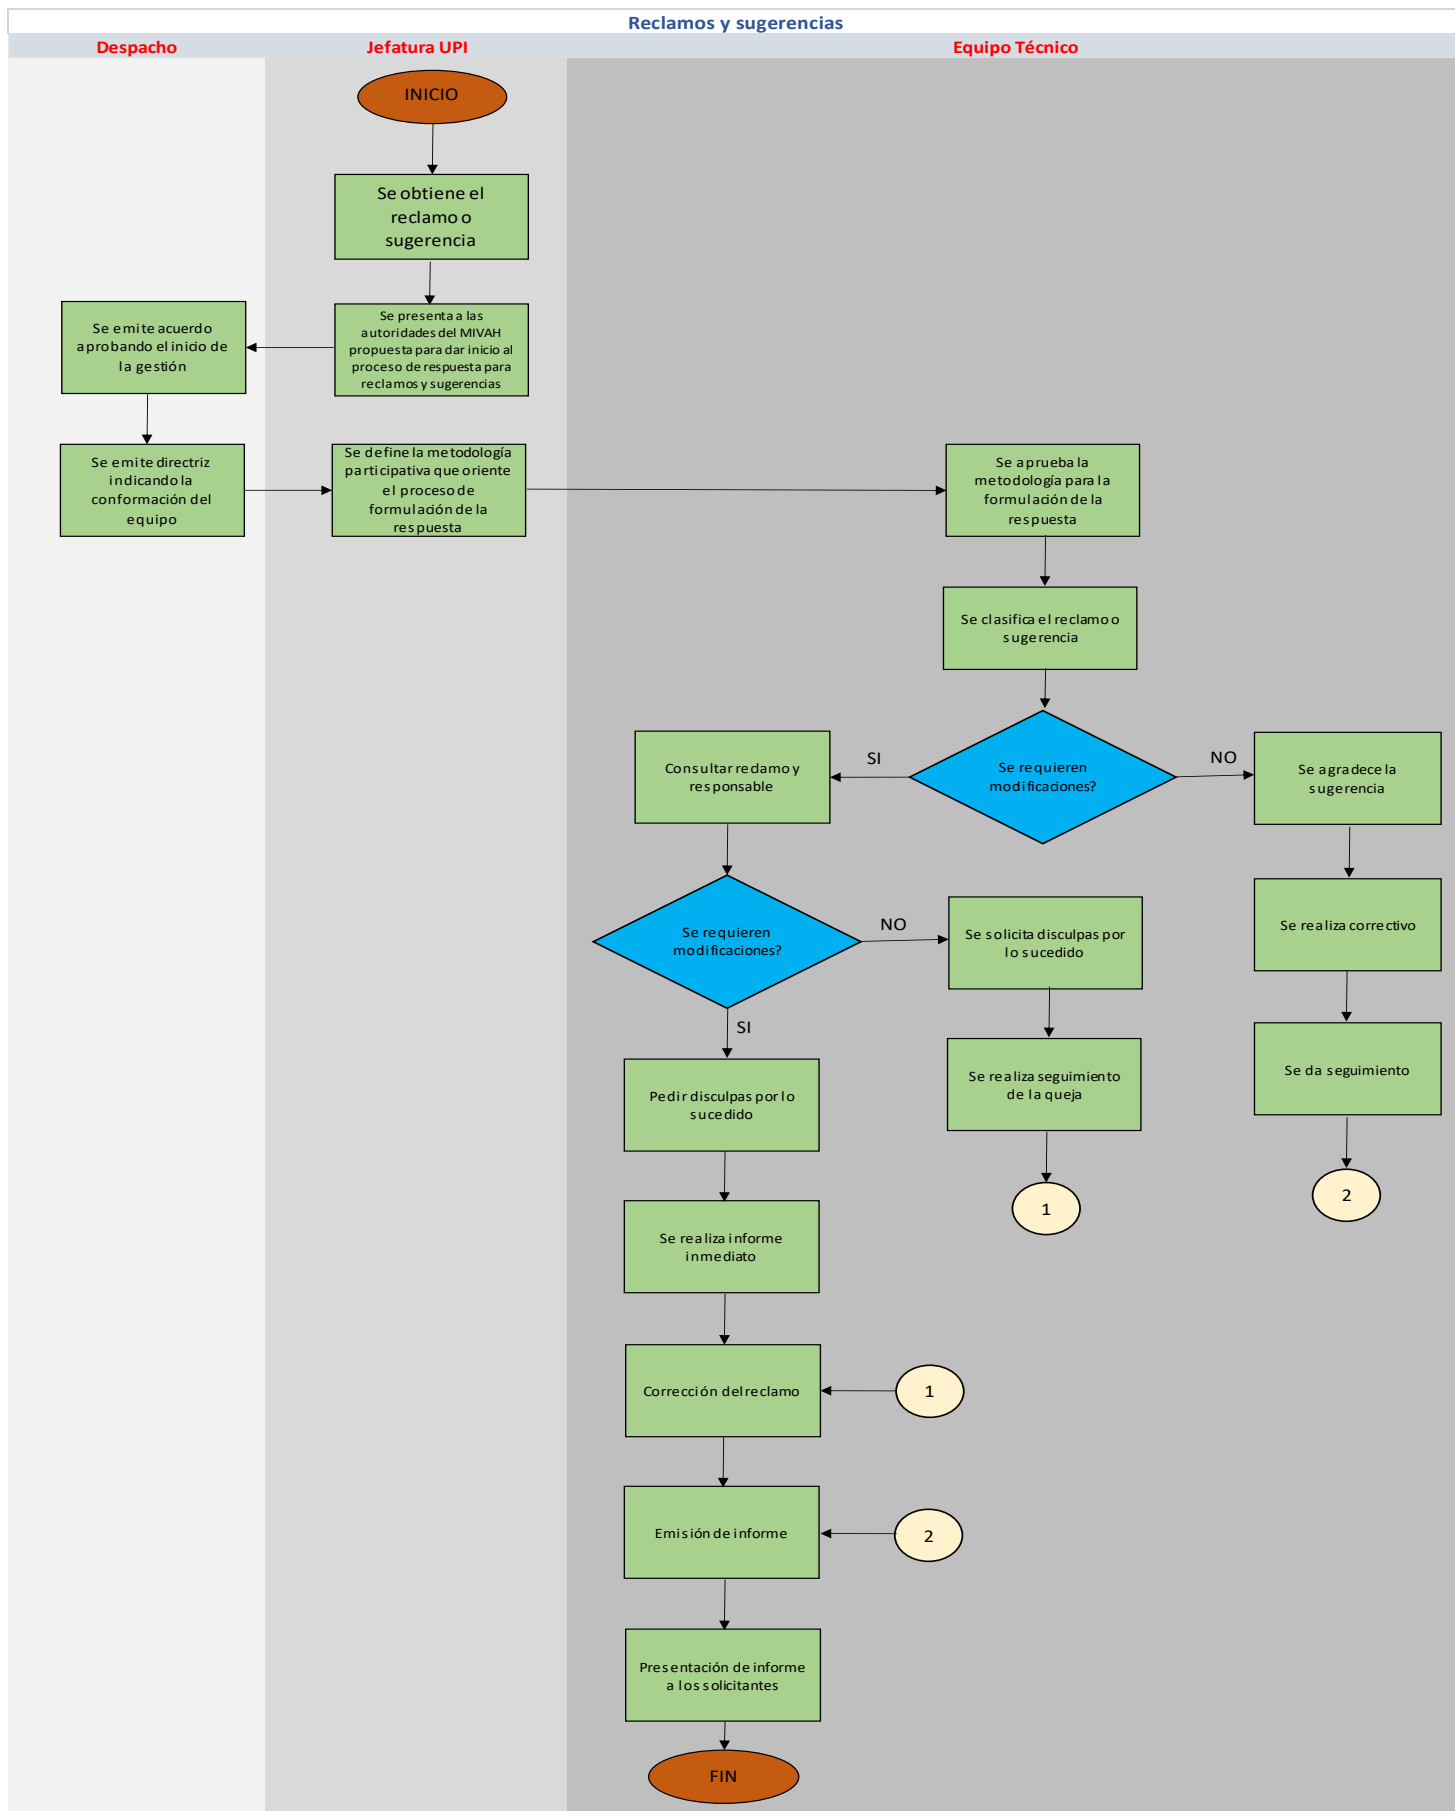 Reclamos y sugerencias
Despacho
Jefatura UPI
Equipo Técnico
INICIO
Se obtiene el
reclamo o
sugerencia
Se presenta a las
autoridades del MIVAH
propuesta para dar inicio al
proceso de respuesta para
reclamos y sugerencias
Se emite acuerdo
aprobando el inicio de
la gestión
Se emite directriz
indicando la
conformación del
equipo
Se define la metodología
participativa que oriente
el proceso de
formulación de la
respuesta
Se aprueba la
metodología para la
formulación de la
respuesta
Se clasifica el reclamo o
sugerencia
Se requieren
modificaciones?
SI
NO
Consultar reclamo y
responsable
Se agradece la
sugerencia
Se requieren
modificaciones?
NO
SI
Se solicita disculpas por
lo sucedido
Se realiza correctivo
Pedir disculpas por lo
sucedido
Se realiza seguimiento
de la queja
Se da seguimiento
1
2
Se realiza informe
inmediato
Corrección del reclamo
1
Emisión de informe
2
Presentación de informe
a los solicitantes
FIN